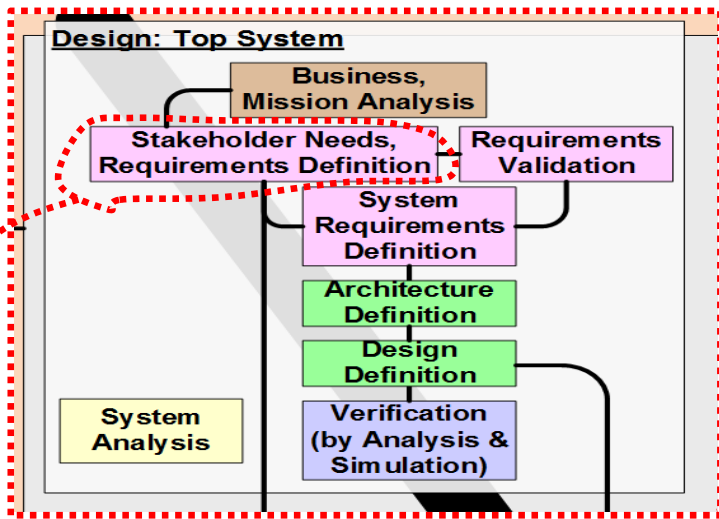 Design: Top System
Business,
Mission Analysis
Stakeholder Needs,
Requirements Definition
Requirements
Validation
System
Requirements
Definition
Architecture
Definition
Design
Definition
System
Analysis
Verification
(by Analysis &
Simulation)